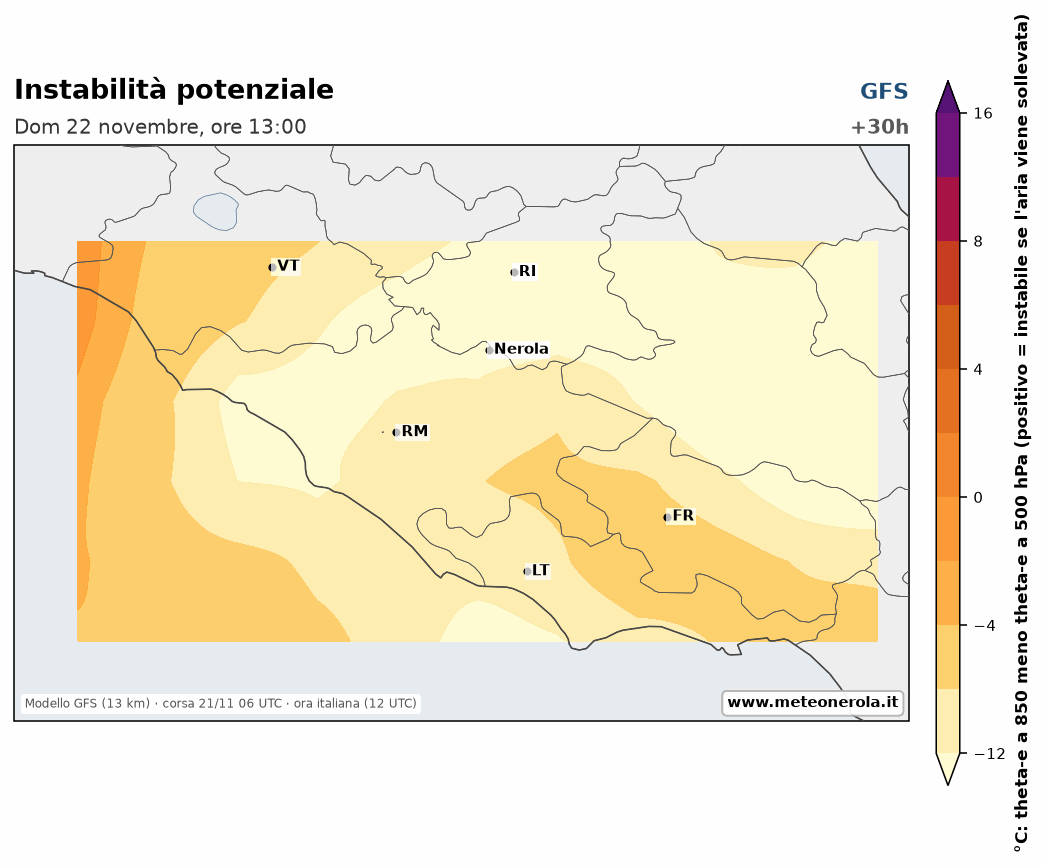 Instabilità potenziale
GFS
Dom 22 novembre, ore 13:00
+30h
VT
RI
Nerola
RM
FR
LT
Modello GFS (13 km) · corsa 21/11 06 UTC · ora italiana (12 UTC)
www.meteonerola.it
16
8
4
0
−4
−12
°C: theta-e a 850 meno theta-e a 500 hPa (positivo = instabile se l'aria viene sollevata)